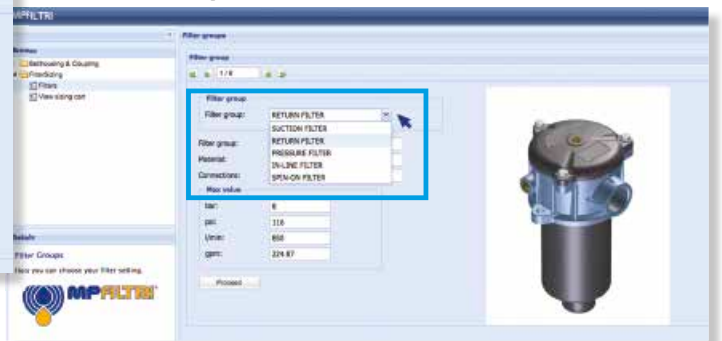 MPFILTRI
Filter groups
Filter group
1/8
Bellhousing & Coupling
FilterSizing
Filters
View sizing cart
Filter group
Filter group:
RETURN FILTER
SUCTION FILTER
RETURN FILTER
PRESSURE FILTER
IN-LINE FILTER
SPIN-ON FILTER
Filter group:
Material:
Connections:
Max value
bar:
psi:
116
l/min:
850
gpm:
224.87
Proceed
Details
Filter Groups
Here you can choose your filter setting.
MPFILTRI